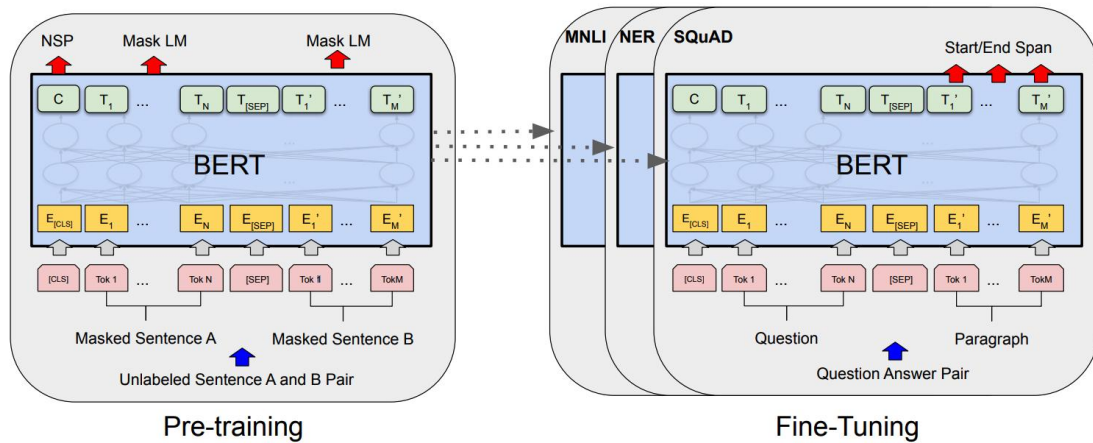 NSP Mask LM Mask LM
C T1 ... TN T[SEP] T1' ... TM'
...
BERT
...
E[CLS] E1 ... EN E[SEP] E1' ... EM'
[CLS] Tok 1 ... Tok N [SEP] Tok 1 ... TokM
Masked Sentence A Masked Sentence B
Unlabeled Sentence A and B Pair
Pre-training
MNLI NER SQuAD
Start/End Span
C T1 ... TN T[SEP] T1' ... TM'
...
BERT
...
E[CLS] E1 ... EN E[SEP] E1' ... EM'
[CLS] Tok 1 ... Tok N [SEP] Tok 1 ... TokM
Question Paragraph
Question Answer Pair
Fine-Tuning